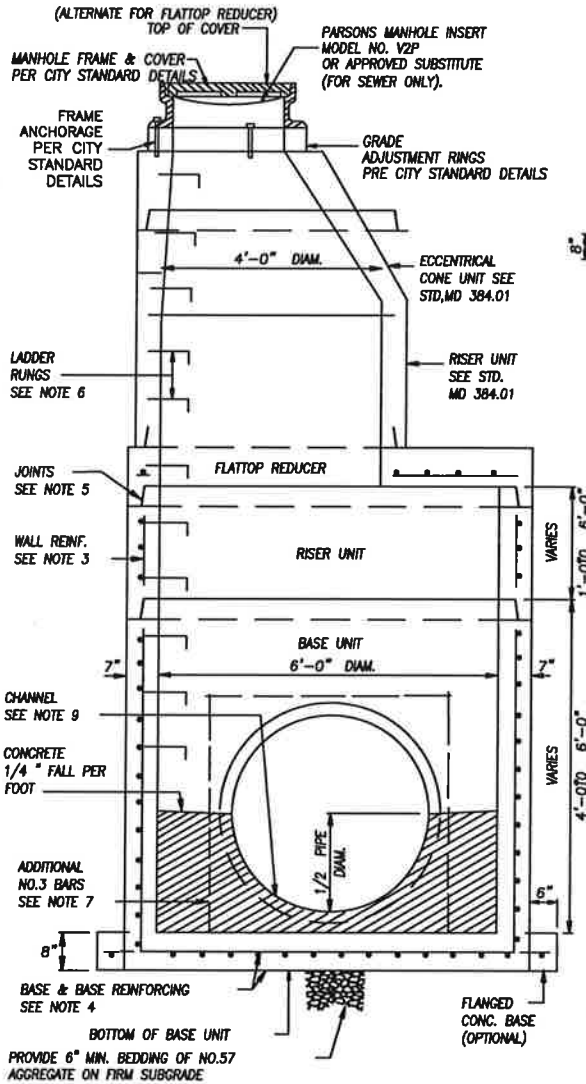 (ALTERNATE FOR FLATTOP REDUCER)
TOP OF COVER
PARSONS MANHOLE INSERT
MODEL NO. V2P
OR APPROVED SUBSTITUTE
(FOR SEWER ONLY).
MANHOLE FRAME & COVER
PER CITY STANDARD DETAILS
FRAME
ANCHORAGE
PER CITY
STANDARD
DETAILS
GRADE
ADJUSTMENT RINGS
PRE CITY STANDARD DETAILS
8"
4'-0" DIAM.
ECCENTRICAL
CONE UNIT SEE
STD,MD 384.01
LADDER
RUNGS
SEE NOTE 6
RISER UNIT
SEE STD.
MD 384.01
FLATTOP REDUCER
JOINTS
SEE NOTE 5
WALL REINF.
SEE NOTE 3
RISER UNIT
VARIES
1'-0TO 6'-0"
BASE UNIT
7"
6'-0" DIAM.
7"
CHANNEL
SEE NOTE 9
CONCRETE
1/4 " FALL PER
FOOT
VARIES
4'-0TO 6'-0"
1/2 PIPE
DIAM.
ADDITIONAL
NO.3 BARS
SEE NOTE 7
6"
8"
BASE & BASE REINFORCING
SEE NOTE 4
FLANGED
CONC. BASE
(OPTIONAL)
BOTTOM OF BASE UNIT
PROVIDE 6" MIN. BEDDING OF NO.57
AGGREGATE ON FIRM SUBGRADE